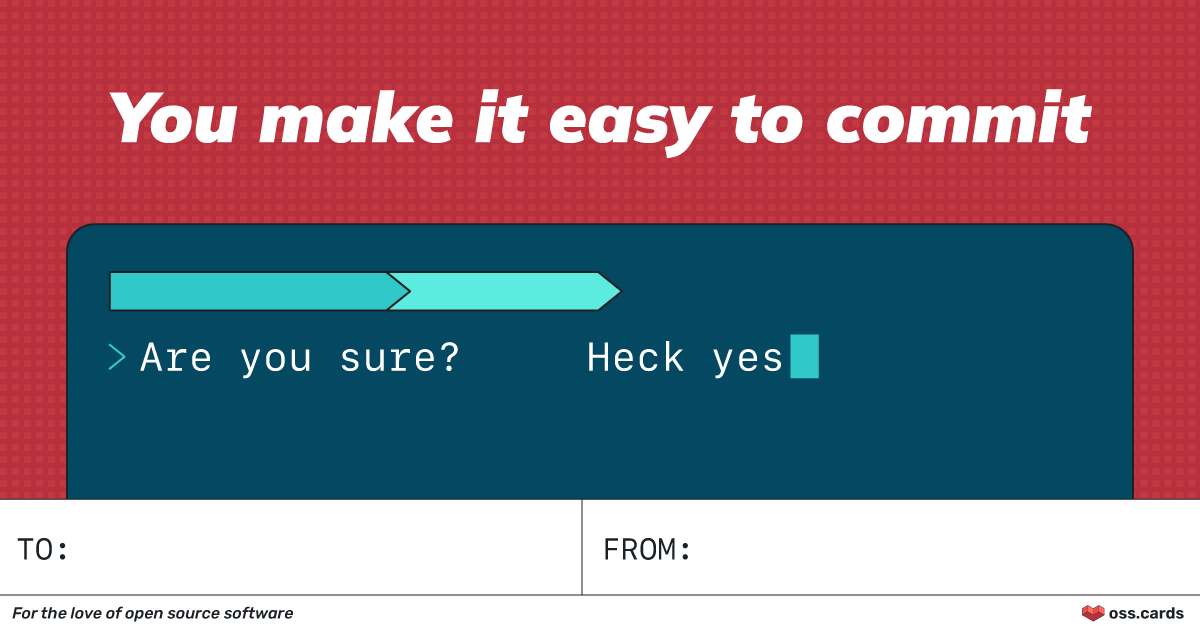 You make it easy to commit
> Are you sure? Heck yes
TO:
FROM:
For the love of open source software
oss.cards